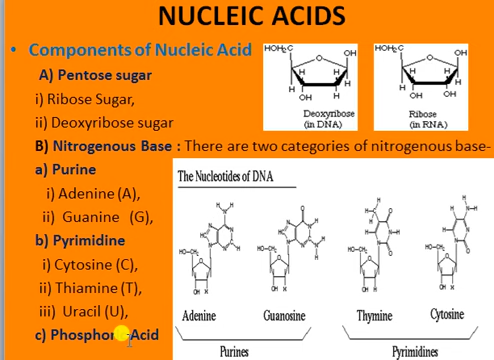 NUCLEIC ACIDS
• Components of Nucleic Acid
A) Pentose sugar
i) Ribose Sugar,
ii) Deoxyribose sugar
HOH₂C O OH
H H H H
OH H
Deoxyribose
(in DNA)
HOH₂C O OH
H H H H
OH OH
Ribose
(in RNA)
B) Nitrogenous Base : There are two categories of nitrogenous base-
a) Purine
i) Adenine (A),
ii) Guanine (G),
b) Pyrimidine
i) Cytosine (C),
ii) Thiamine (T),
iii) Uracil (U),
c) Phosphor Acid
The Nucleotides of DNA
Adenine Guanosine Thymine Cytosine
Purines Pyrimidines